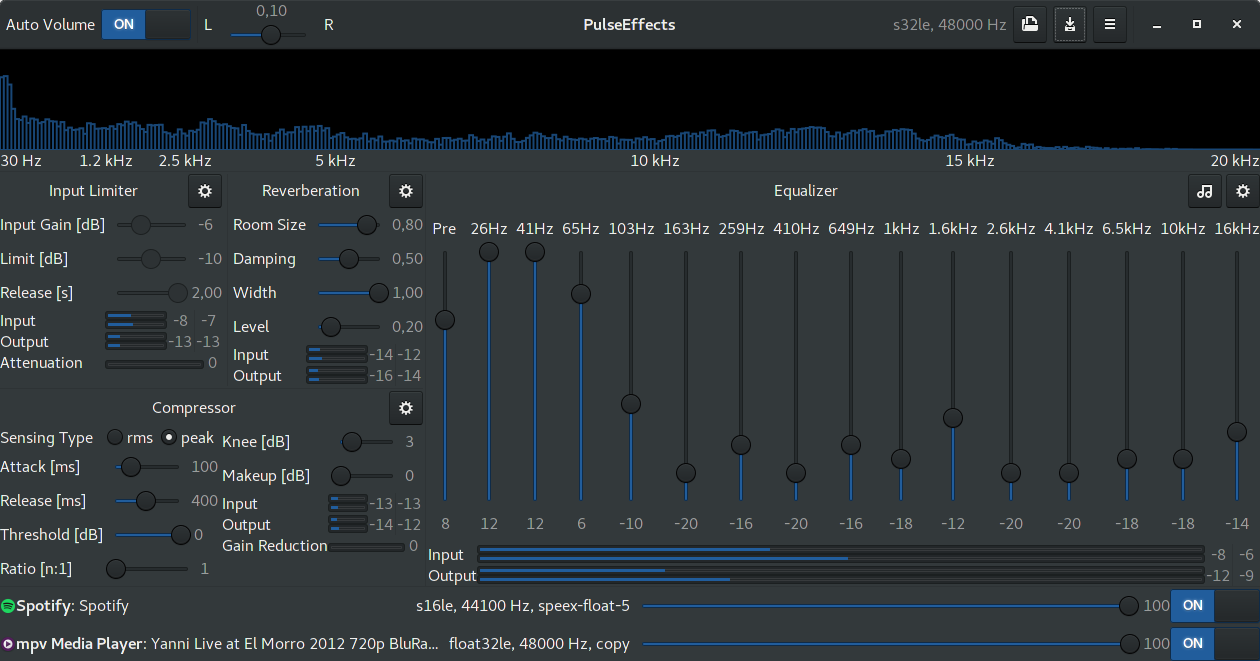 Auto Volume ON L 0,10 R PulseEffects s32le, 48000 Hz
30 Hz 1.2 kHz 2.5 kHz 5 kHz 10 kHz 15 kHz 20 kHz
Input Limiter
Input Gain [dB] -6
Limit [dB] -10
Release [s] 2,00
Input -8 -7
Output -13 -13
Attenuation 0
Reverberation
Room Size 0,80
Damping 0,50
Width 1,00
Level 0,20
Input -14 -12
Output -16 -14
Compressor
Sensing Type rms peak
Attack [ms] 100
Release [ms] 400
Threshold [dB] 0
Ratio [n:1] 1
Knee [dB] 3
Makeup [dB] 0
Input -13 -13
Output -14 -12
Gain Reduction 0
Equalizer
Pre 26Hz 41Hz 65Hz 103Hz 163Hz 259Hz 410Hz 649Hz 1kHz 1.6kHz 2.6kHz 4.1kHz 6.5kHz 10kHz 16kHz
8 12 12 6 -10 -20 -16 -20 -16 -18 -12 -20 -20 -18 -18 -14
Input -8 -6
Output -12 -9
Spotify: Spotify s16le, 44100 Hz, speex-float-5 100 ON
mpv Media Player: Yanni Live at El Morro 2012 720p BluRa... float32le, 48000 Hz, copy 100 ON